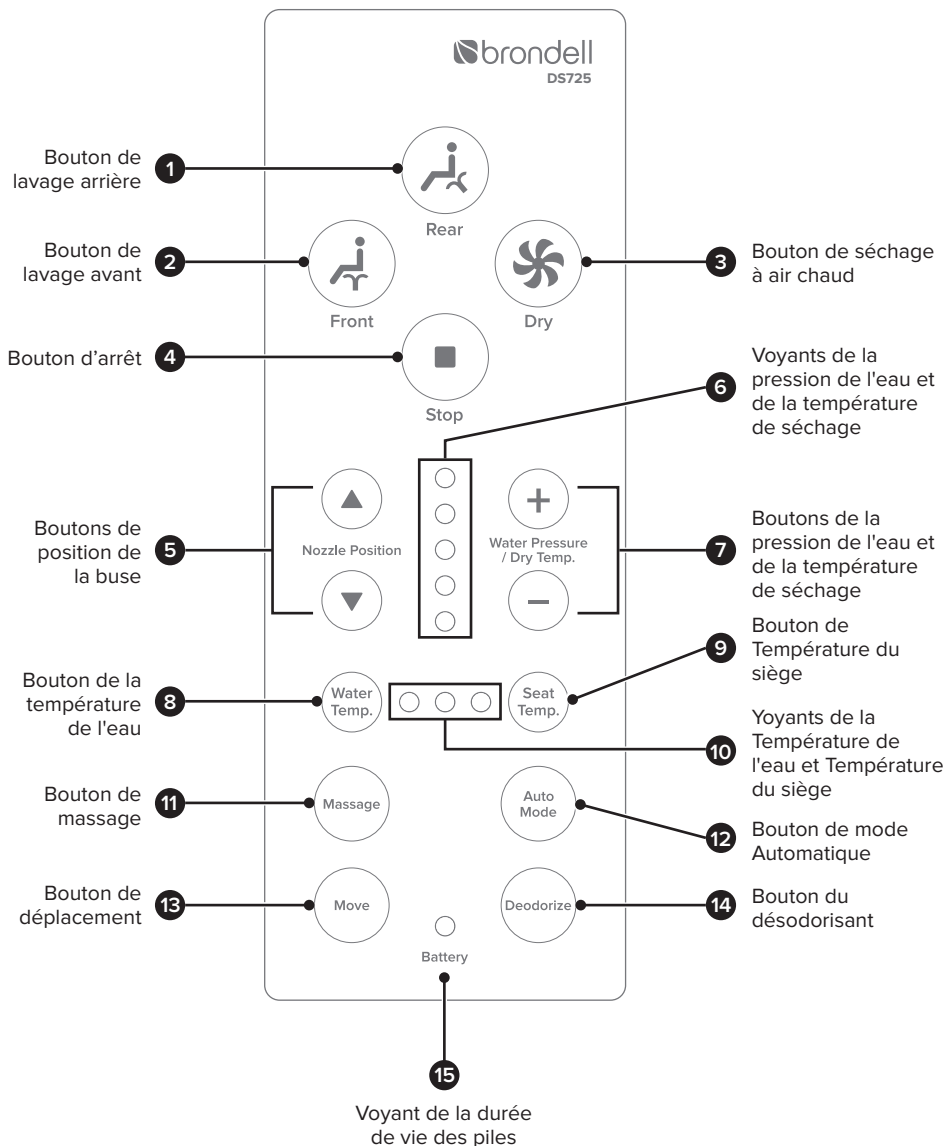 brondell
DS725
1
Bouton de
lavage arrière
Rear
2
Bouton de
lavage avant
Front
Dry
3
Bouton de séchage
à air chaud
4
Bouton d’arrêt
Stop
6
Voyants de la
pression de l'eau et
de la température
de séchage
5
Boutons de
position de
la buse
Nozzle Position
Water Pressure
/ Dry Temp.
7
Boutons de la
pression de l'eau et
de la température
de séchage
8
Bouton de la
température
de l'eau
Water
Temp.
Seat
Temp.
9
Bouton de
Température du
siège
10
Yoyants de la
Température de
l'eau et Température
du siège
11
Bouton de
massage
Massage
Auto
Mode
12
Bouton de mode
Automatique
13
Bouton de
déplacement
Move
Deodorize
14
Bouton du
désodorisant
Battery
15
Voyant de la durée
de vie des piles